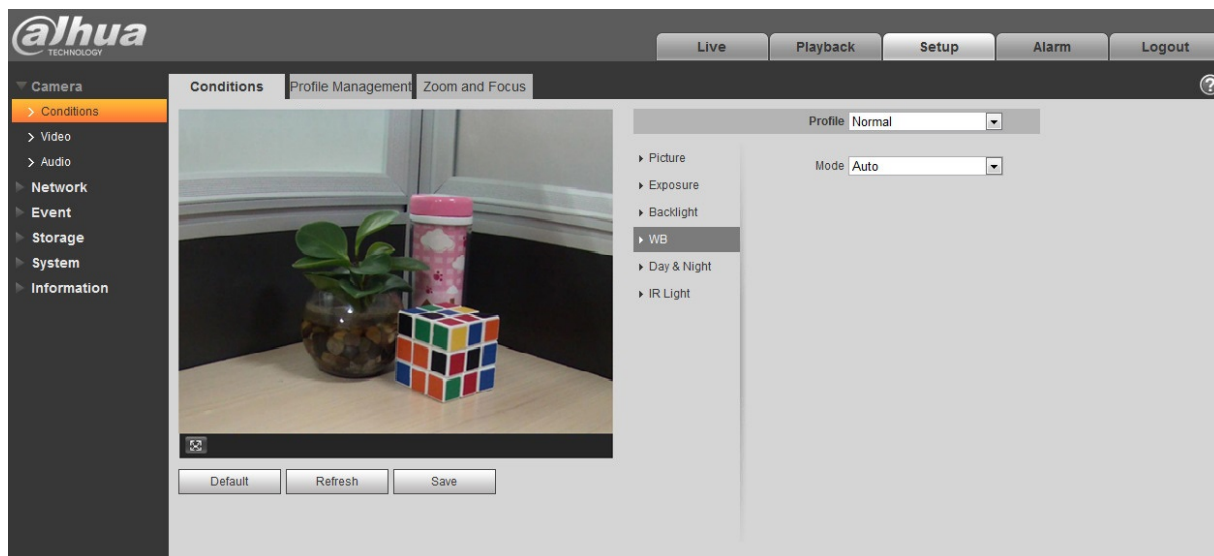 alhua
TECHNOLOGY
Live
Playback
Setup
Alarm
Logout
Camera
Conditions
Video
Audio
Network
Event
Storage
System
Information
Conditions
Profile Management
Zoom and Focus
?
Profile Normal
Picture
Exposure
Backlight
WB
Day & Night
IR Light
Mode Auto
Default
Refresh
Save